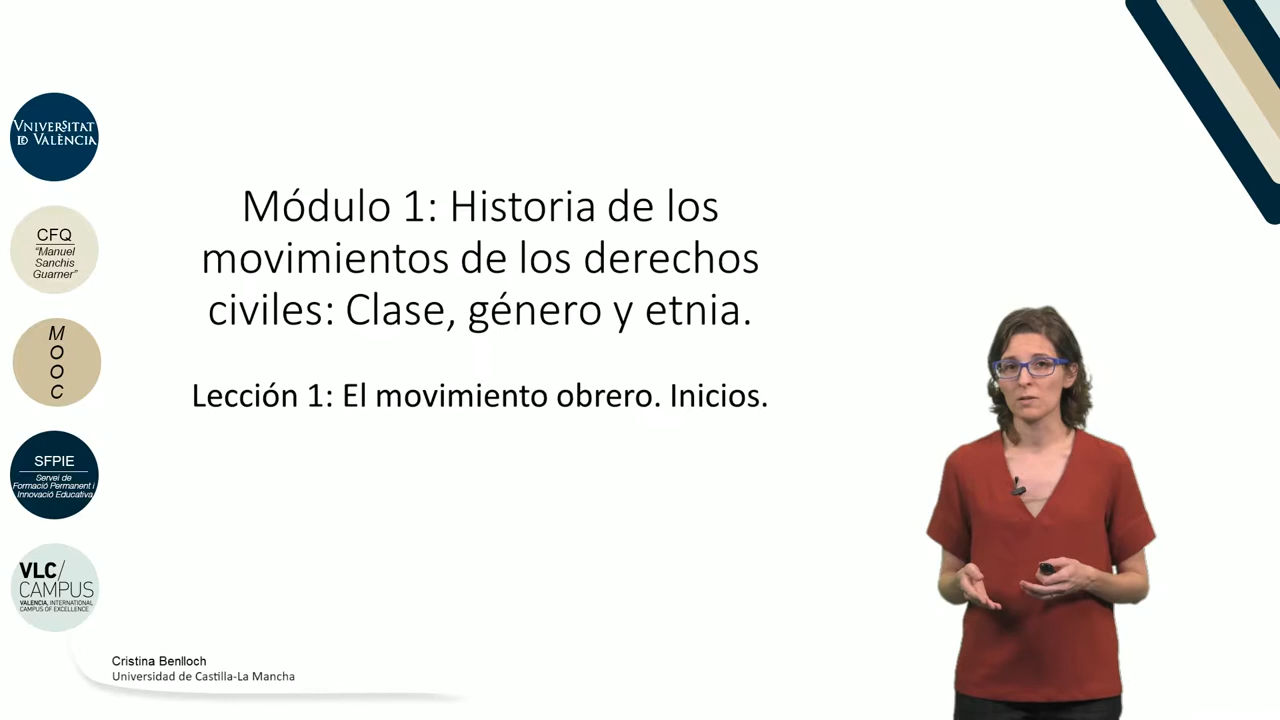 VNIVERSITAT
ID VALÈNCIA
CFQ
“Manuel
Sanchis
Guarner”
M
O
O
C
SFPIE
Servei de
Formació Permanent i
Innovació Educativa
VLC/
CAMPUS
VALENCIA, INTERNATIONAL
CAMPUS OF EXCELLENCE
Módulo 1: Historia de los
movimientos de los derechos
civiles: Clase, género y etnia.
Lección 1: El movimiento obrero. Inicios.
Cristina Benlloch
Universidad de Castilla-La Mancha